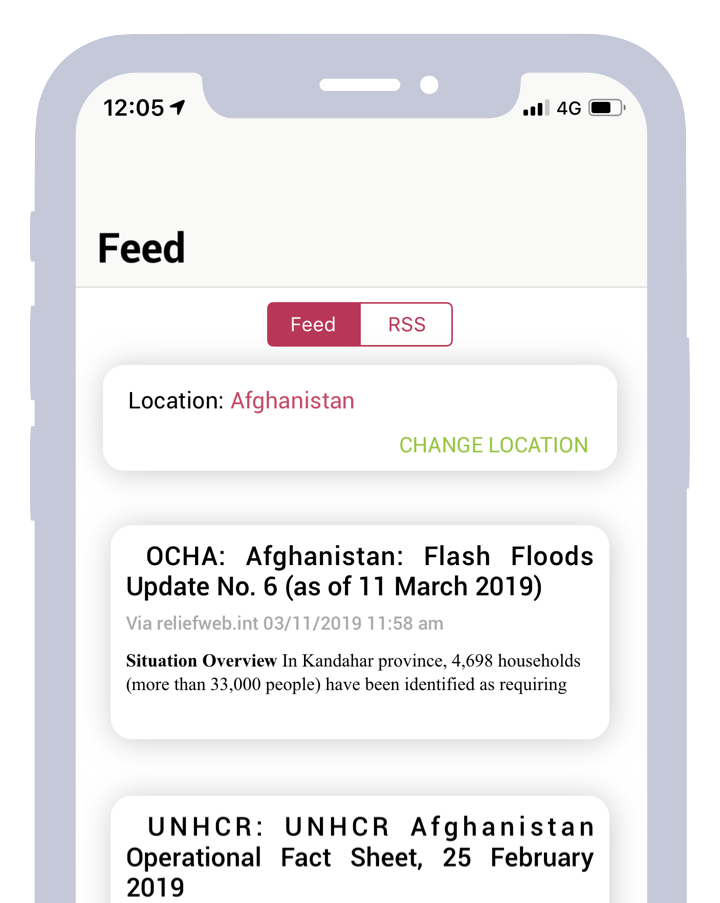 12:05 4G
Feed
Feed RSS
Location: Afghanistan
CHANGE LOCATION
OCHA: Afghanistan: Flash Floods
Update No. 6 (as of 11 March 2019)
Via reliefweb.int 03/11/2019 11:58 am
Situation Overview In Kandahar province, 4,698 households
(more than 33,000 people) have been identified as requiring
UNHCR: UNHCR Afghanistan
Operational Fact Sheet, 25 February
2019